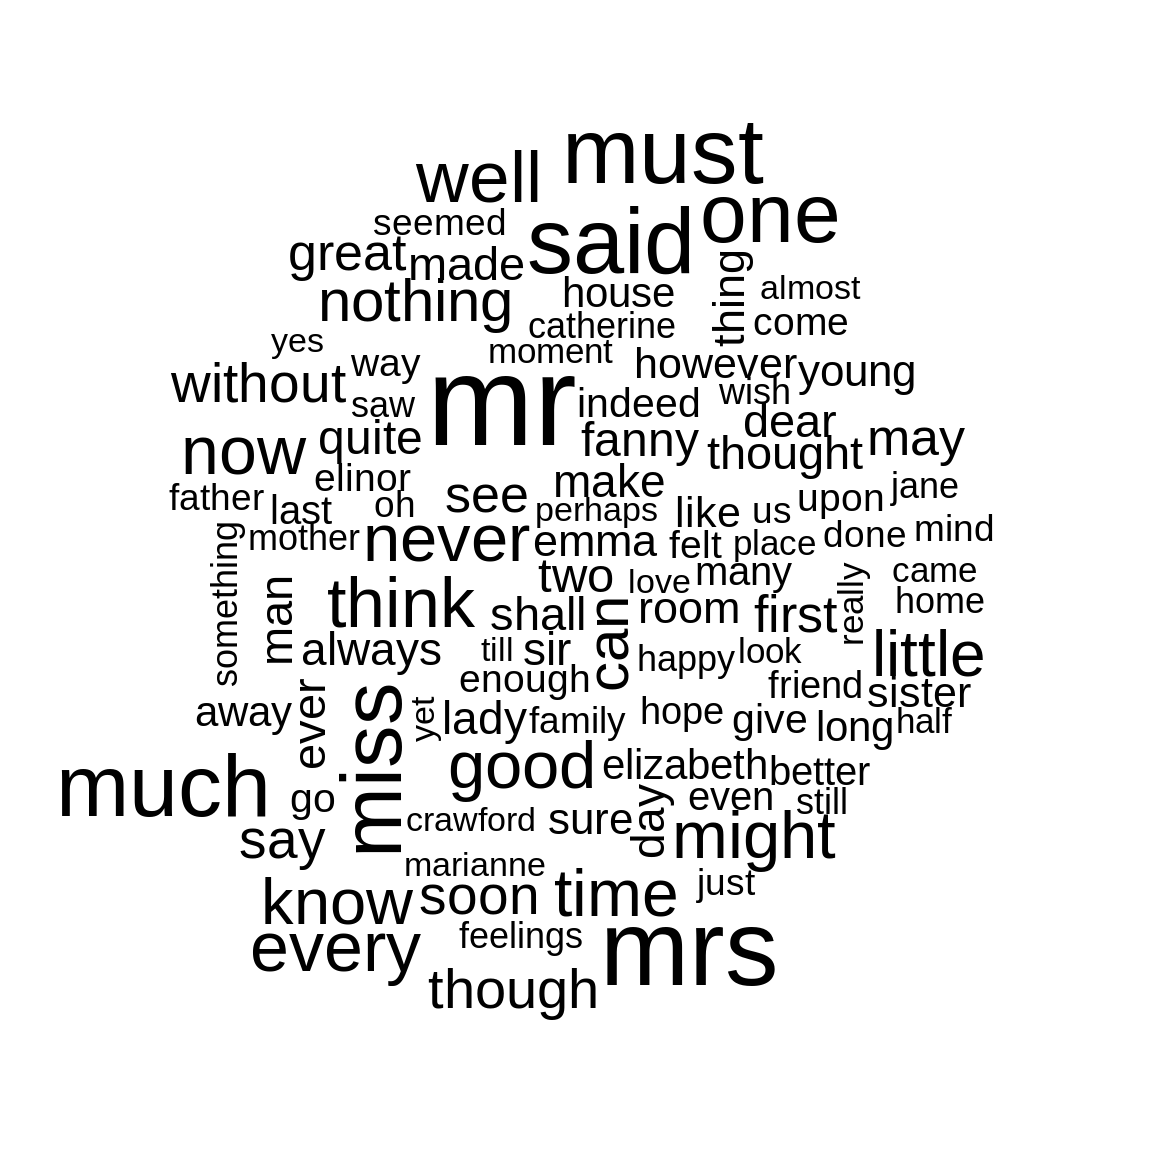 must
well
one
said
seemed
great
made
nothing
house
thing
almost
catherine
come
yes
moment
way
however
young
without
mr
wish
saw
indeed
dear
quite
fanny
thought
may
now
elinor
see
make
jane
father
last
oh
perhaps
like
us
upon
mother
never
emma
felt
place
done
mind
something
man
think
two
love
many
really
came
home
shall
can
room
first
always
till
sir
happy
look
little
enough
friend
sister
away
ever
miss
yet
lady
family
hope
give
long
half
much
good
elizabeth
better
go
even
still
crawford
sure
day
might
say
marianne
know
soon
time
just
every
feelings
mrs
though